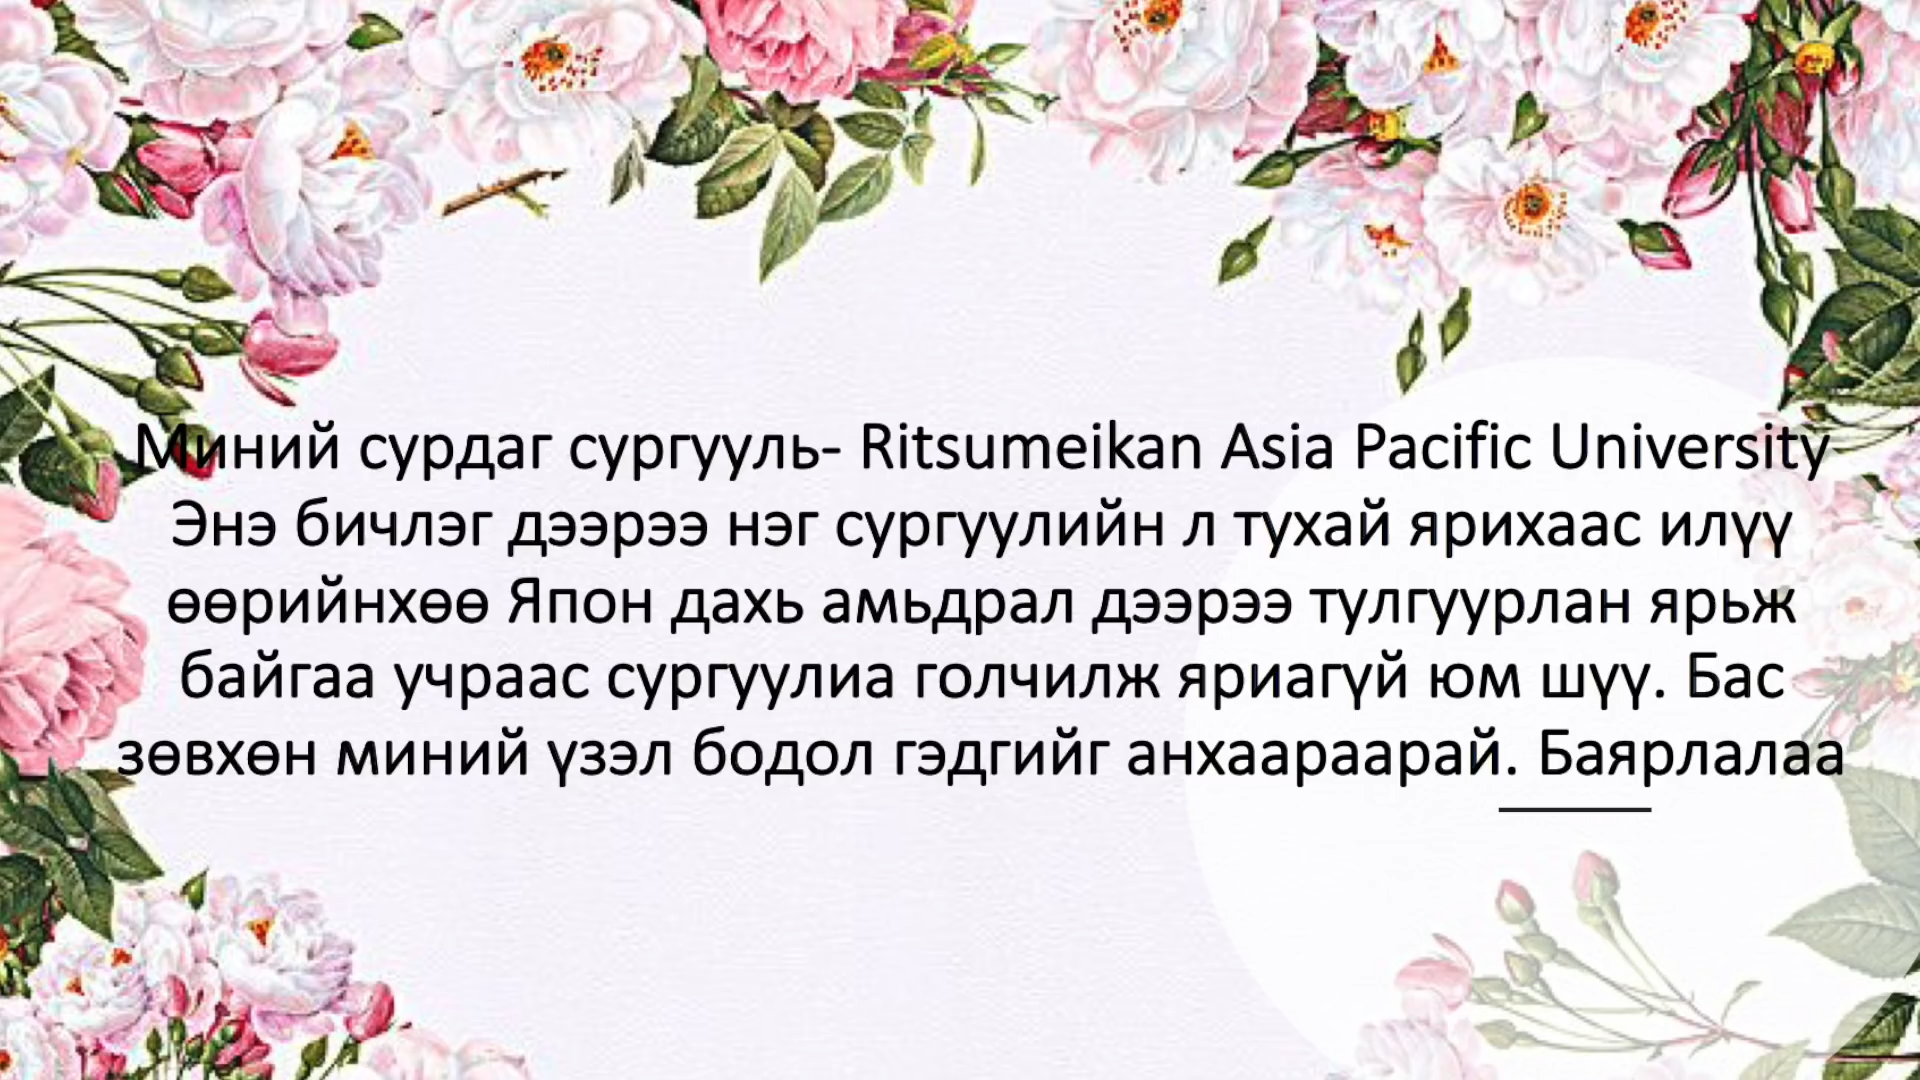 Миний сурдаг сургууль- Ritsumeikan Asia Pacific University
Энэ бичлэг дээрээ нэг сургуулийн л тухай ярихаас илүү
өөрийнхөө Япон дахь амьдрал дээрээ тулгуурлан ярьж
байгаа учраас сургуулиа голчилж яриагүй юм шүү. Бас
зөвхөн миний үзэл бодол гэдгийг анхаараарай. Баярлалаа